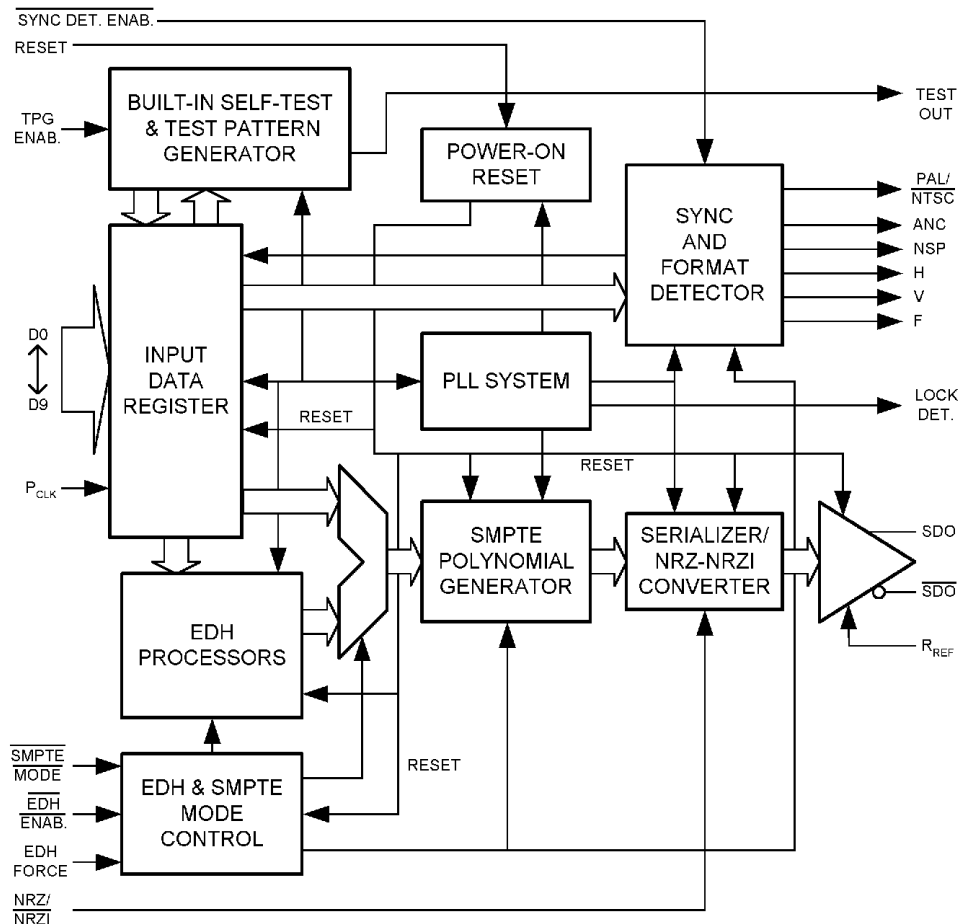 SYNC DET. ENAB.
RESET
BUILT-IN SELF-TEST
& TEST PATTERN
GENERATOR
TPG
ENAB.
TEST
OUT
POWER-ON
RESET
PAL/
NTSC
SYNC
AND
FORMAT
DETECTOR
ANC
NSP
H
V
F
D0
D9
INPUT
DATA
REGISTER
PLL SYSTEM
LOCK
DET.
RESET
RESET
PCLK
SMPTE
POLYNOMIAL
GENERATOR
SERIALIZER/
NRZ-NRZI
CONVERTER
SDO
SDO
RREF
EDH
PROCESSORS
SMPTE
MODE
EDH
ENAB.
EDH
FORCE
EDH & SMPTE
MODE
CONTROL
RESET
NRZ/
NRZI